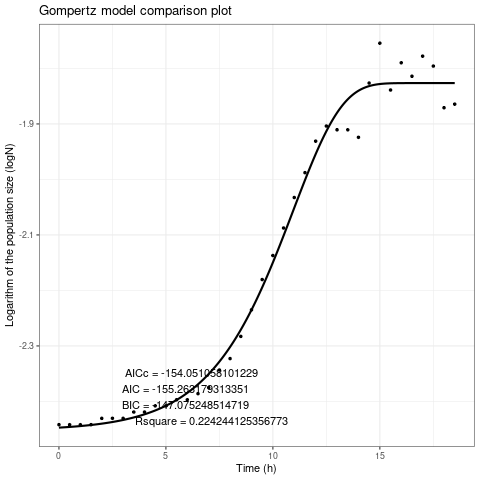 Gompertz model comparison plot
Logarithm of the population size (logN)
-1.9
-2.1
-2.3
AICc = -154.051058101229
AIC = -155.263179313351
BIC = -147.075248514719
Rsquare = 0.224244125356773
0 5 10 15
Time (h)